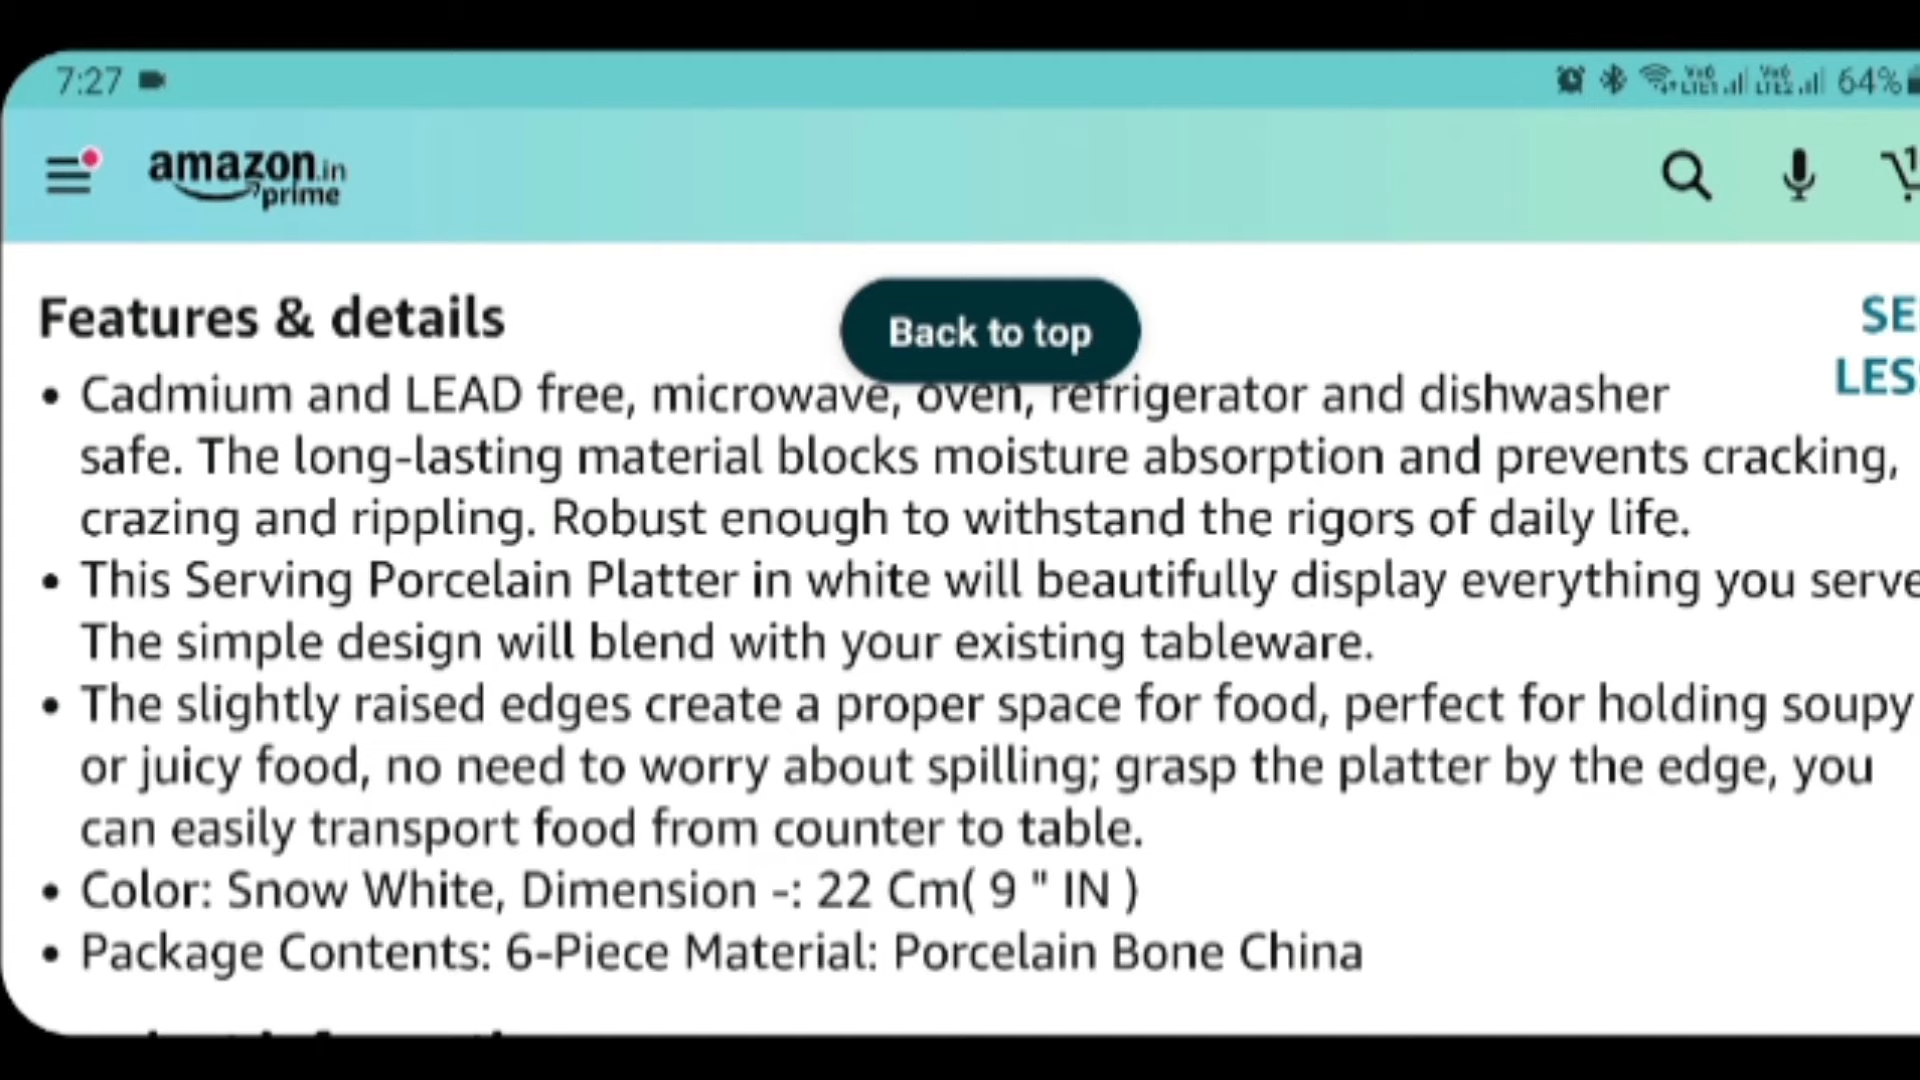 7:27
64%
amazon.in
prime
1
Features & details
Back to top
SE
LES
• Cadmium and LEAD free, microwave, oven, refrigerator and dishwasher
safe. The long-lasting material blocks moisture absorption and prevents cracking,
crazing and rippling. Robust enough to withstand the rigors of daily life.
• This Serving Porcelain Platter in white will beautifully display everything you serve
The simple design will blend with your existing tableware.
• The slightly raised edges create a proper space for food, perfect for holding soupy
or juicy food, no need to worry about spilling; grasp the platter by the edge, you
can easily transport food from counter to table.
• Color: Snow White, Dimension -: 22 Cm( 9 " IN )
• Package Contents: 6-Piece Material: Porcelain Bone China